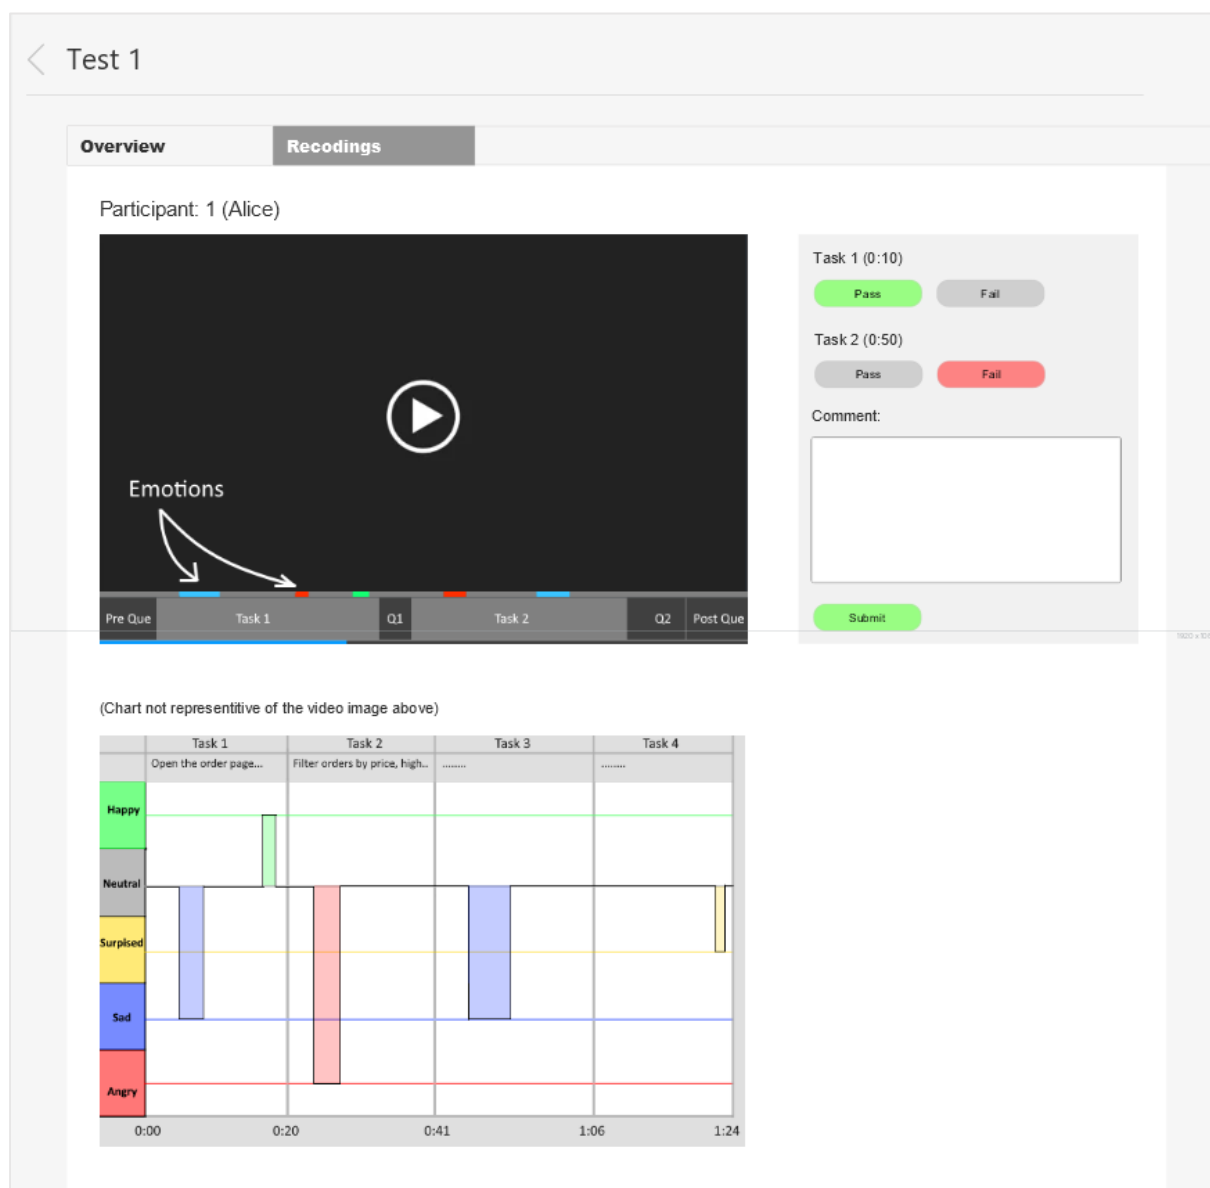 Test 1
Overview
Recodings
Participant: 1 (Alice)
Emotions
Pre Que Task 1 Q1 Task 2 Q2 Post Que
Task 1 (0:10)
Pass Fail
Task 2 (0:50)
Pass Fail
Comment:
Submit
(Chart not representitive of the video image above)
Task 1 Task 2 Task 3 Task 4
Open the order page... Filter orders by price, high.. ........ ........
Happy
Neutral
Surpised
Sad
Angry
0:00 0:20 0:41 1:06 1:24